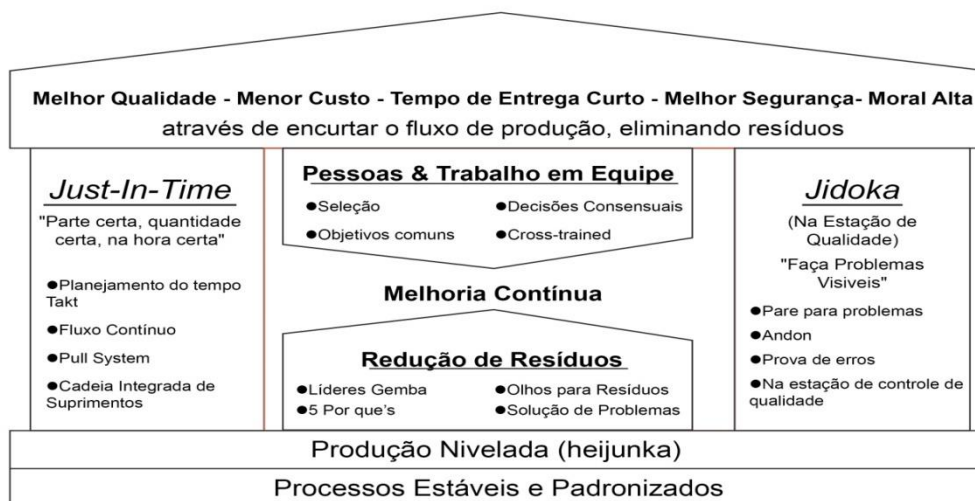 Melhor Qualidade - Menor Custo - Tempo de Entrega Curto - Melhor Segurança- Moral Alta
através de encurtar o fluxo de produção, eliminando resíduos
Just-In-Time
"Parte certa, quantidade
certa, na hora certa"
●Planejamento do tempo
Takt
●Fluxo Contínuo
●Pull System
●Cadeia Integrada de
Suprimentos
Pessoas & Trabalho em Equipe
●Seleção
●Decisões Consensuais
●Objetivos comuns
●Cross-trained
Melhoria Contínua
Redução de Resíduos
●Líderes Gemba
●Olhos para Resíduos
●5 Por que's
●Solução de Problemas
Jidoka
(Na Estação de
Qualidade)
"Faça Problemas
Visiveis"
●Pare para problemas
●Andon
●Prova de erros
●Na estação de controle de
qualidade
Produção Nivelada (heijunka)
Processos Estáveis e Padronizados